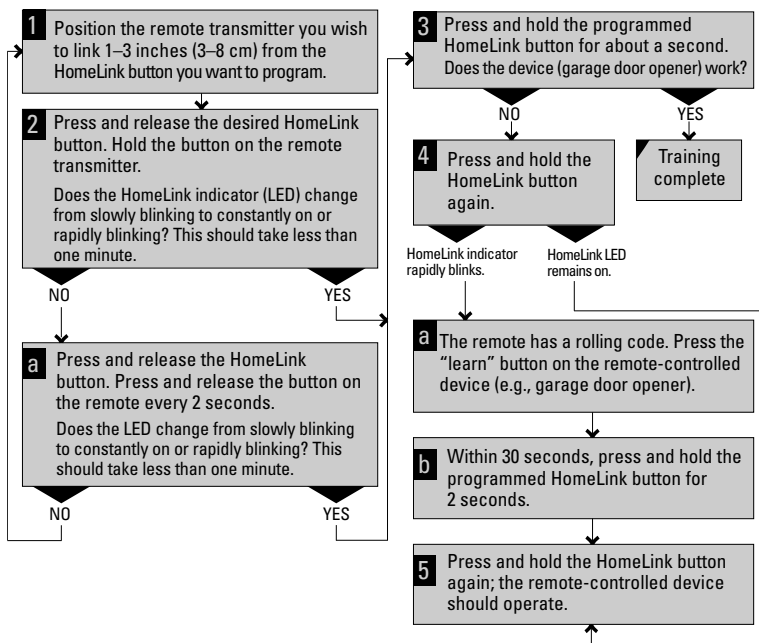 1
Position the remote transmitter you wish
to link 1–3 inches (3–8 cm) from the
HomeLink button you want to program.
2
Press and release the desired HomeLink
button. Hold the button on the remote
transmitter.
Does the HomeLink indicator (LED) change
from slowly blinking to constantly on or
rapidly blinking? This should take less than
one minute.
NO
YES
a
Press and release the HomeLink
button. Press and release the button on
the remote every 2 seconds.
Does the LED change from slowly blinking
to constantly on or rapidly blinking? This
should take less than one minute.
NO
YES
3
Press and hold the programmed
HomeLink button for about a second.
Does the device (garage door opener) work?
NO
YES
4
Press and hold the
HomeLink button
again.
Training
complete
HomeLink indicator
rapidly blinks.
HomeLink LED
remains on.
a
The remote has a rolling code. Press the
“learn” button on the remote-controlled
device (e.g., garage door opener).
b
Within 30 seconds, press and hold the
programmed HomeLink button for
2 seconds.
5
Press and hold the HomeLink button
again; the remote-controlled device
should operate.